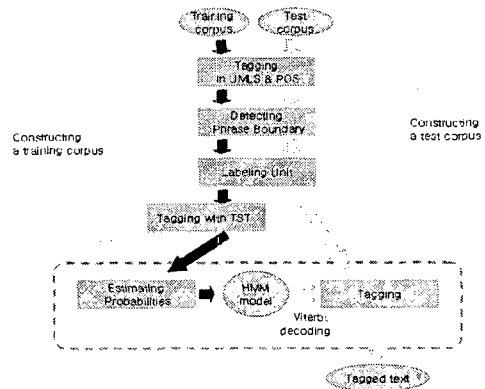 Training
corpus
Test
corpus
Tagging
in UMLS & POS
Detecting
Phrase Boundary
Constructing
a training corpus
Constructing
a test corpus
Labeling Unit
Tagging with TST
Estimating
Probabilities
HMM
model
Tagging
Viterbi
decoding
Tagged text